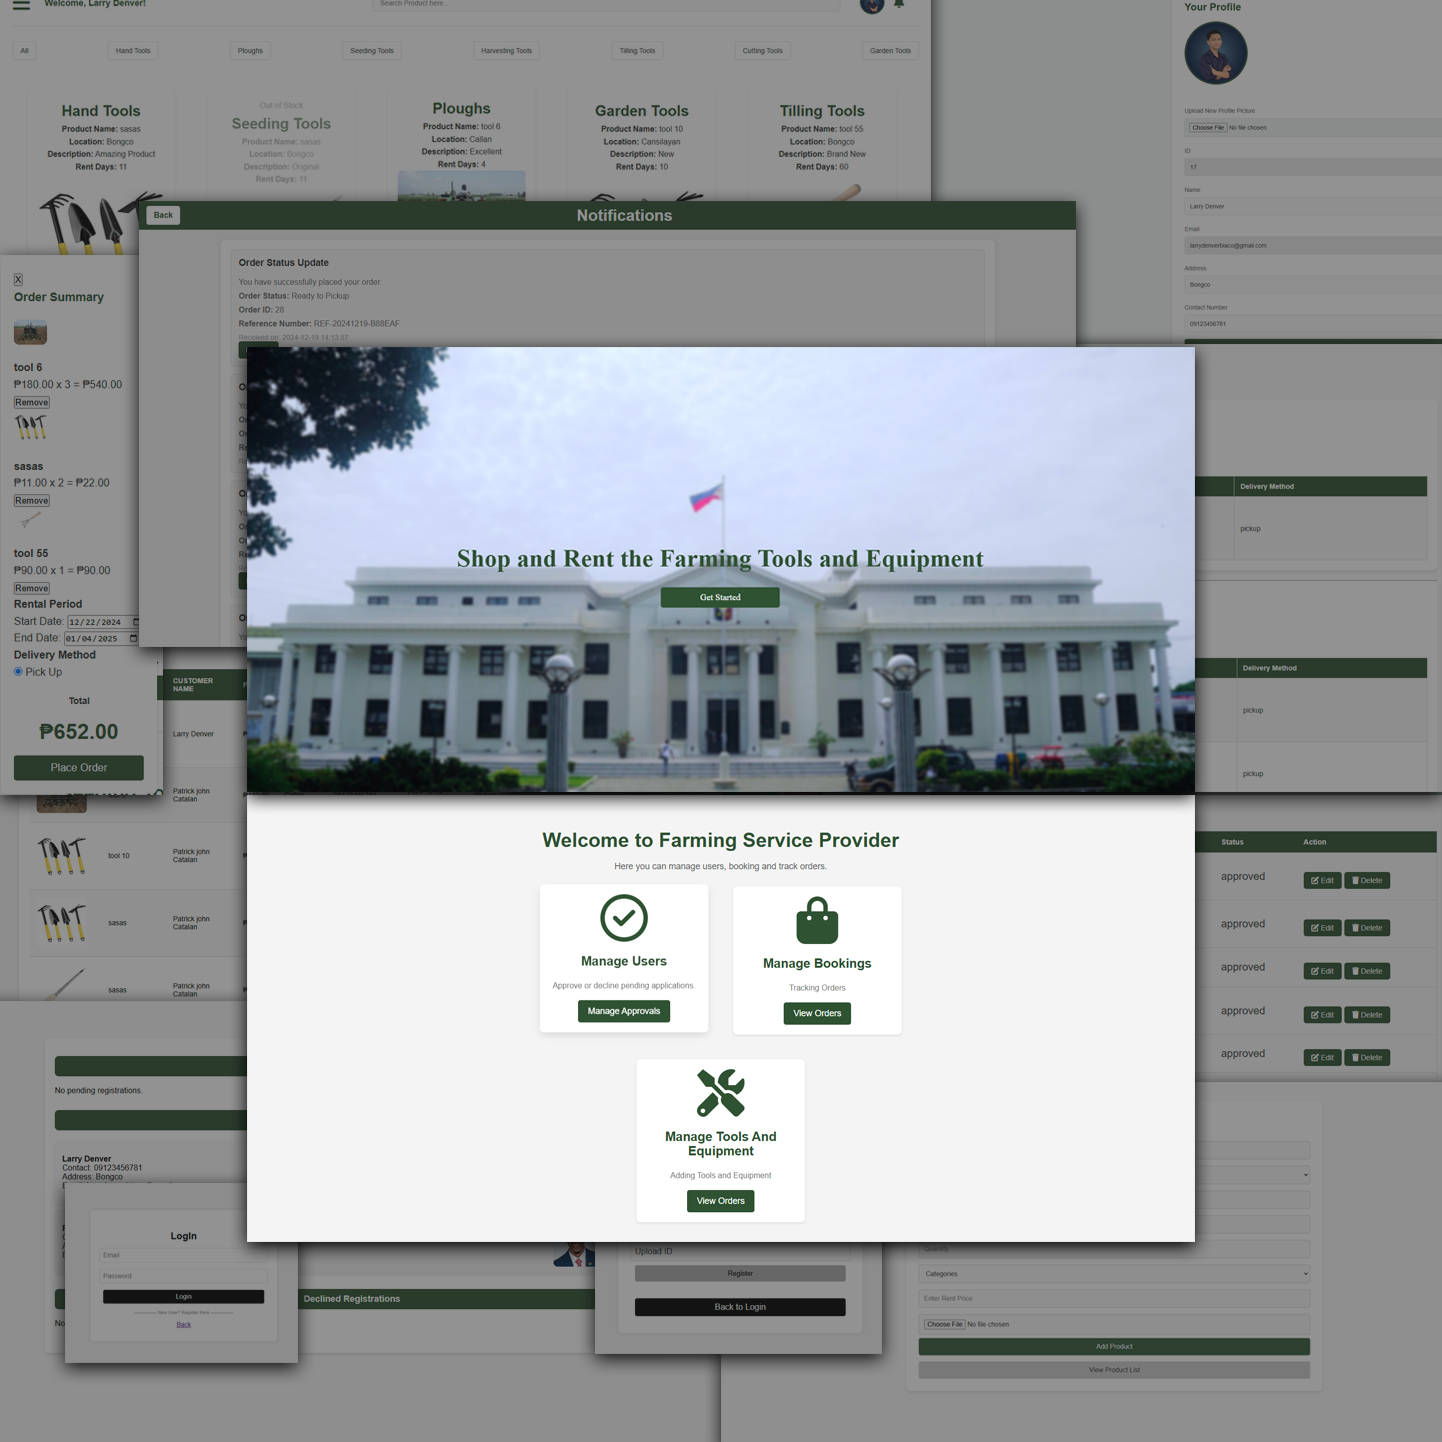 Welcome, Larry Denver!
Search Product here..
All
Hand Tools
Ploughs
Seeding Tools
Harvesting Tools
Tilling Tools
Cutting Tools
Garden Tools
Hand Tools
Product Name: sasas
Location: Bongco
Description: Amazing Product
Rent Days: 11
Out of Stock
Seeding Tools
Product Name: sasas
Location: Bongco
Description: Original
Rent Days: 11
Ploughs
Product Name: tool 6
Location: Callan
Description: Excellent
Rent Days: 4
Garden Tools
Product Name: tool 10
Location: Cansilayan
Description: New
Rent Days: 10
Tilling Tools
Product Name: tool 55
Location: Bongco
Description: Brand New
Rent Days: 60
Your Profile
Upload New Profile Picture
Choose File No file chosen
ID
17
Name
Larry Denver
Email
larrydenverbiaco@gmail.com
Address
Bongco
Contact Number
09123456781
Back
Notifications
Order Status Update
You have successfully placed your order.
Order Status: Ready to Pickup
Order ID: 28
Reference Number: REF-20241219-B88EAF
Received on: 2024-12-19 14:13:57
X
Order Summary
tool 6
₱180.00 x 3 = ₱540.00
Remove
sasas
₱11.00 x 2 = ₱22.00
Remove
tool 55
₱90.00 x 1 = ₱90.00
Remove
Rental Period
Start Date: 12/22/2024
End Date: 01/04/2025
Delivery Method
Pick Up
Total
₱652.00
Place Order
Shop and Rent the Farming Tools and Equipment
Get Started
Delivery Method
pickup
Delivery Method
pickup
pickup
CUSTOMER
NAME
Larry Denver
Patrick john
Catalan
tool 10
Patrick john
Catalan
sasas
Patrick john
Catalan
sasas
Patrick john
Catalan
Status
Action
approved
Edit
Delete
approved
Edit
Delete
approved
Edit
Delete
approved
Edit
Delete
approved
Edit
Delete
Welcome to Farming Service Provider
Here you can manage users, booking and track orders.
Manage Users
Approve or decline pending applications.
Manage Approvals
Manage Bookings
Tracking Orders
View Orders
Manage Tools And
Equipment
Adding Tools and Equipment
View Orders
No pending registrations.
Larry Denver
Contact: 09123456781
Address: Bongco
Declined Registrations
No
LogIn
Email
Password
Login
New User? Register Here
Back
Upload ID
Register
Back to Login
Quantity
Categories
Enter Rent Price
Choose File No file chosen
Add Product
View Product List